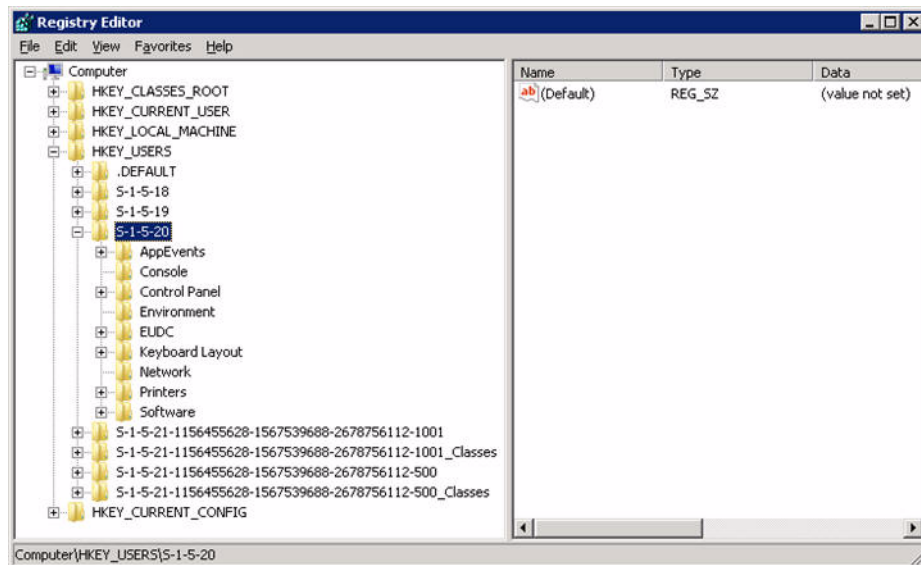 Registry Editor
File Edit View Favorites Help
Computer
HKEY_CLASSES_ROOT
HKEY_CURRENT_USER
HKEY_LOCAL_MACHINE
HKEY_USERS
.DEFAULT
S-1-5-18
S-1-5-19
S-1-5-20
AppEvents
Console
Control Panel
Environment
EUDC
Keyboard Layout
Network
Printers
Software
S-1-5-21-1156455628-1567539688-2678756112-1001
S-1-5-21-1156455628-1567539688-2678756112-1001_Classes
S-1-5-21-1156455628-1567539688-2678756112-500
S-1-5-21-1156455628-1567539688-2678756112-500_Classes
HKEY_CURRENT_CONFIG
Name Type Data
ab (Default) REG_SZ (value not set)
Computer\HKEY_USERS\S-1-5-20